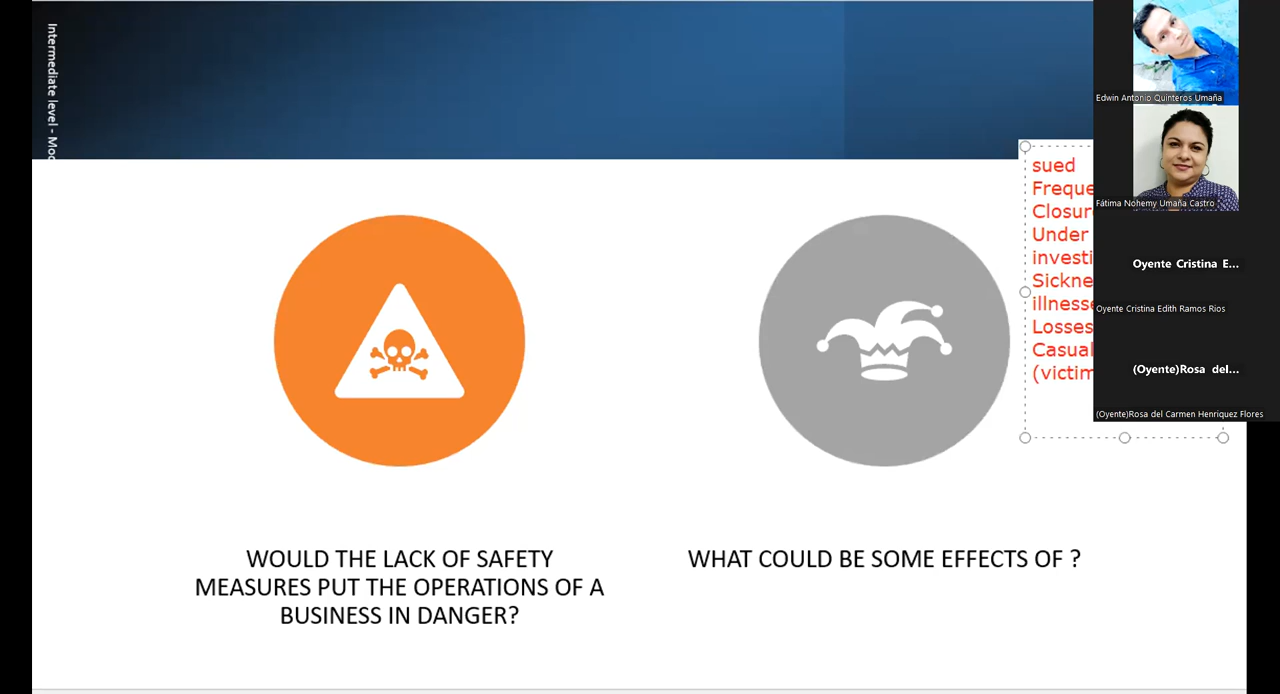 Intermediate level - Moc
sued
Freque
Closur
Under
investi
Sickne
illnesse
Losses
Casual
(victim
WOULD THE LACK OF SAFETY
MEASURES PUT THE OPERATIONS OF A
BUSINESS IN DANGER?
WHAT COULD BE SOME EFFECTS OF ?
Edwin Antonio Quinteros Umaña
Fátima Nohemy Umaña Castro
Oyente Cristina E...
Oyente Cristina Edith Ramos Rios
(Oyente)Rosa del...
(Oyente)Rosa del Carmen Henriquez Flores